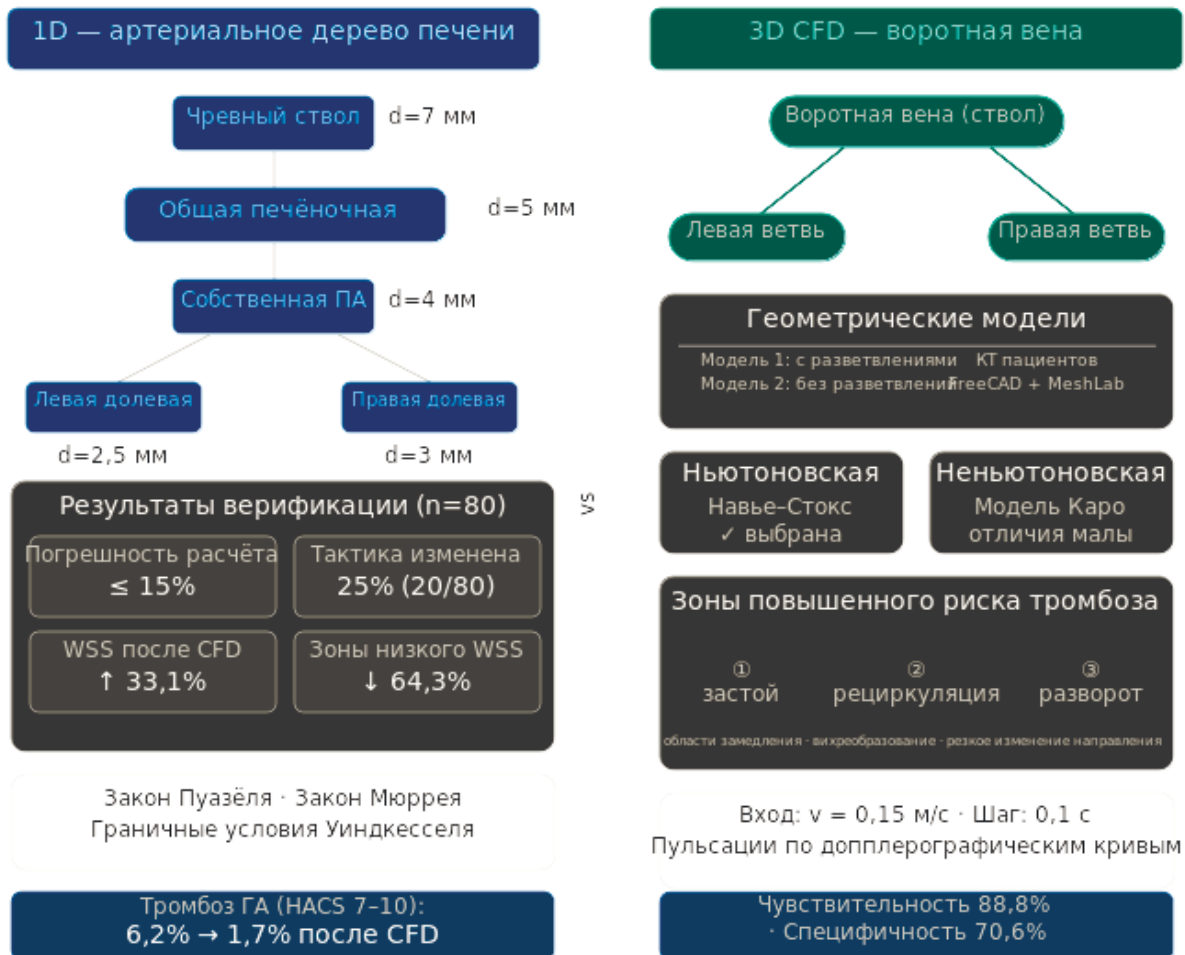 1D — артериальное дерево печени
Чревный ствол
d=7 мм
Общая печёночная
d=5 мм
Собственная ПА
d=4 мм
Левая долевая
Правая долевая
d=2,5 мм
d=3 мм
Результаты верификации (n=80)
Погрешность расчёта
≤ 15%
Тактика изменена
25% (20/80)
WSS после CFD
↑ 33,1%
Зоны низкого WSS
↓ 64,3%
Закон Пуазёля · Закон Мюррея
Граничные условия Уиндкесселя
Тромбоз ГА (HACS 7–10):
6,2% → 1,7% после CFD
vs
3D CFD — воротная вена
Воротная вена (ствол)
Левая ветвь
Правая ветвь
Геометрические модели
Модель 1: с разветвлениями
КТ пациентов
Модель 2: без разветвлений
FreeCAD + MeshLab
Ньютоновская
Навье–Стокс
✓ выбрана
Неньютоновская
Модель Каро
отличия малы
Зоны повышенного риска тромбоза
①
застой
②
рециркуляция
③
разворот
области замедления · вихреобразование · резкое изменение направления
Вход: v = 0,15 м/с · Шаг: 0,1 с
Пульсации по допплерографическим кривым
Чувствительность 88,8%
· Специфичность 70,6%